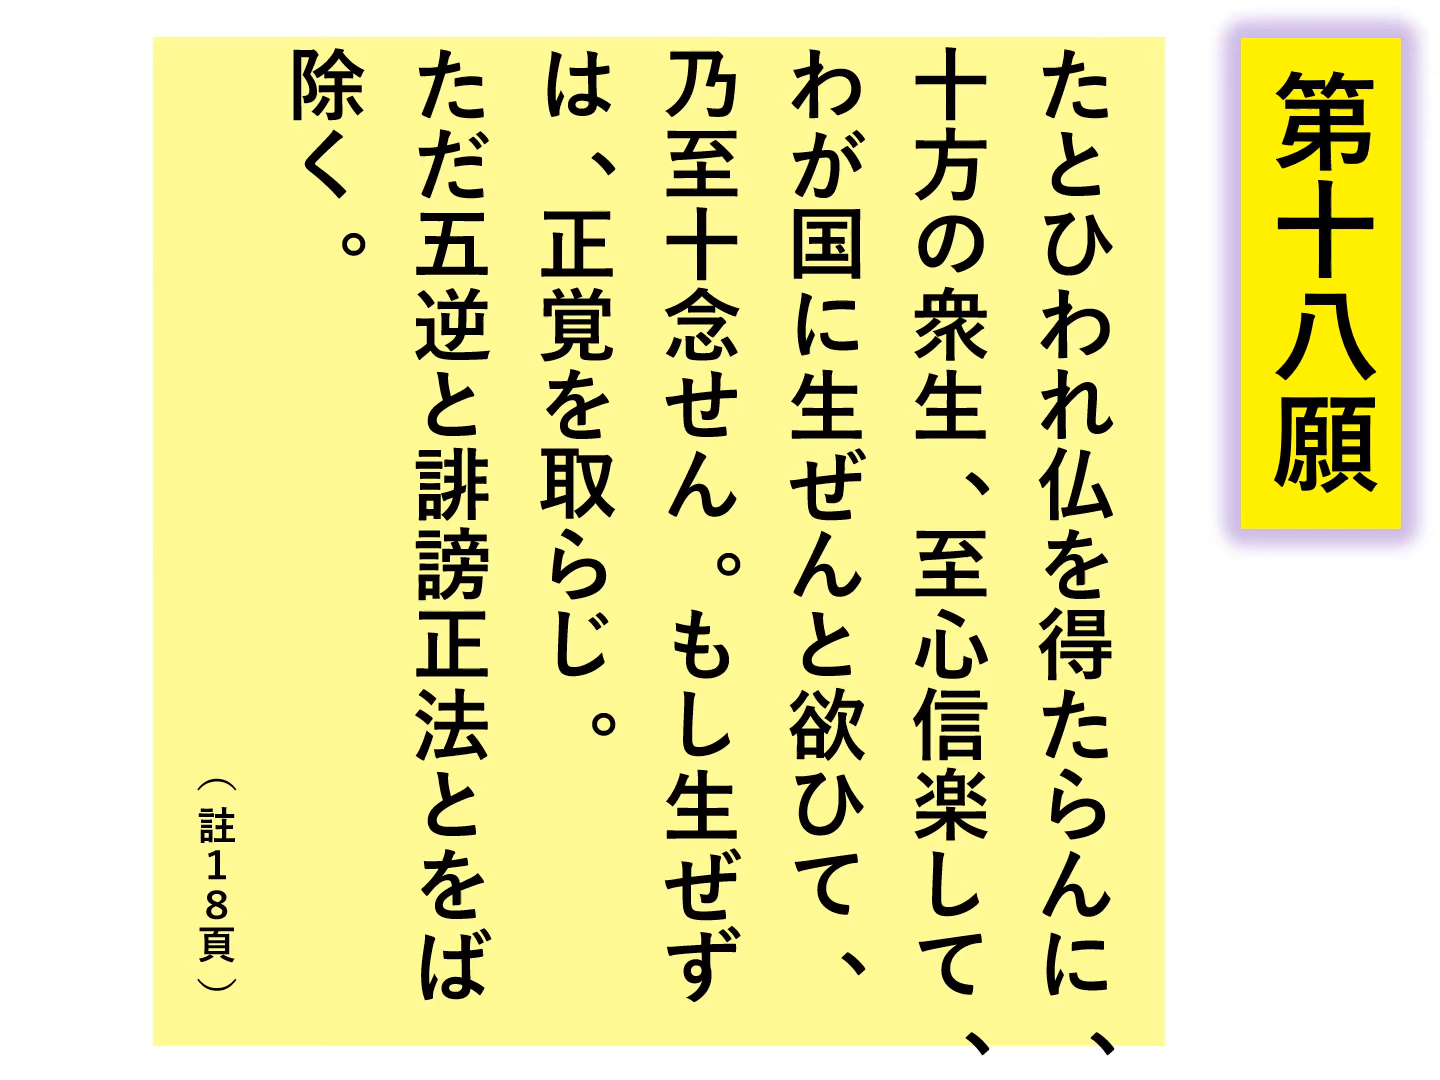 第十八願
たとひわれ仏を得たらんに、
十方の衆生、至心信楽して、
わが国に生ぜんと欲ひて、
乃至十念せん。もし生ぜず
は、正覚を取らじ。
ただ五逆と誹謗正法とをば
除く。
（註１８頁）